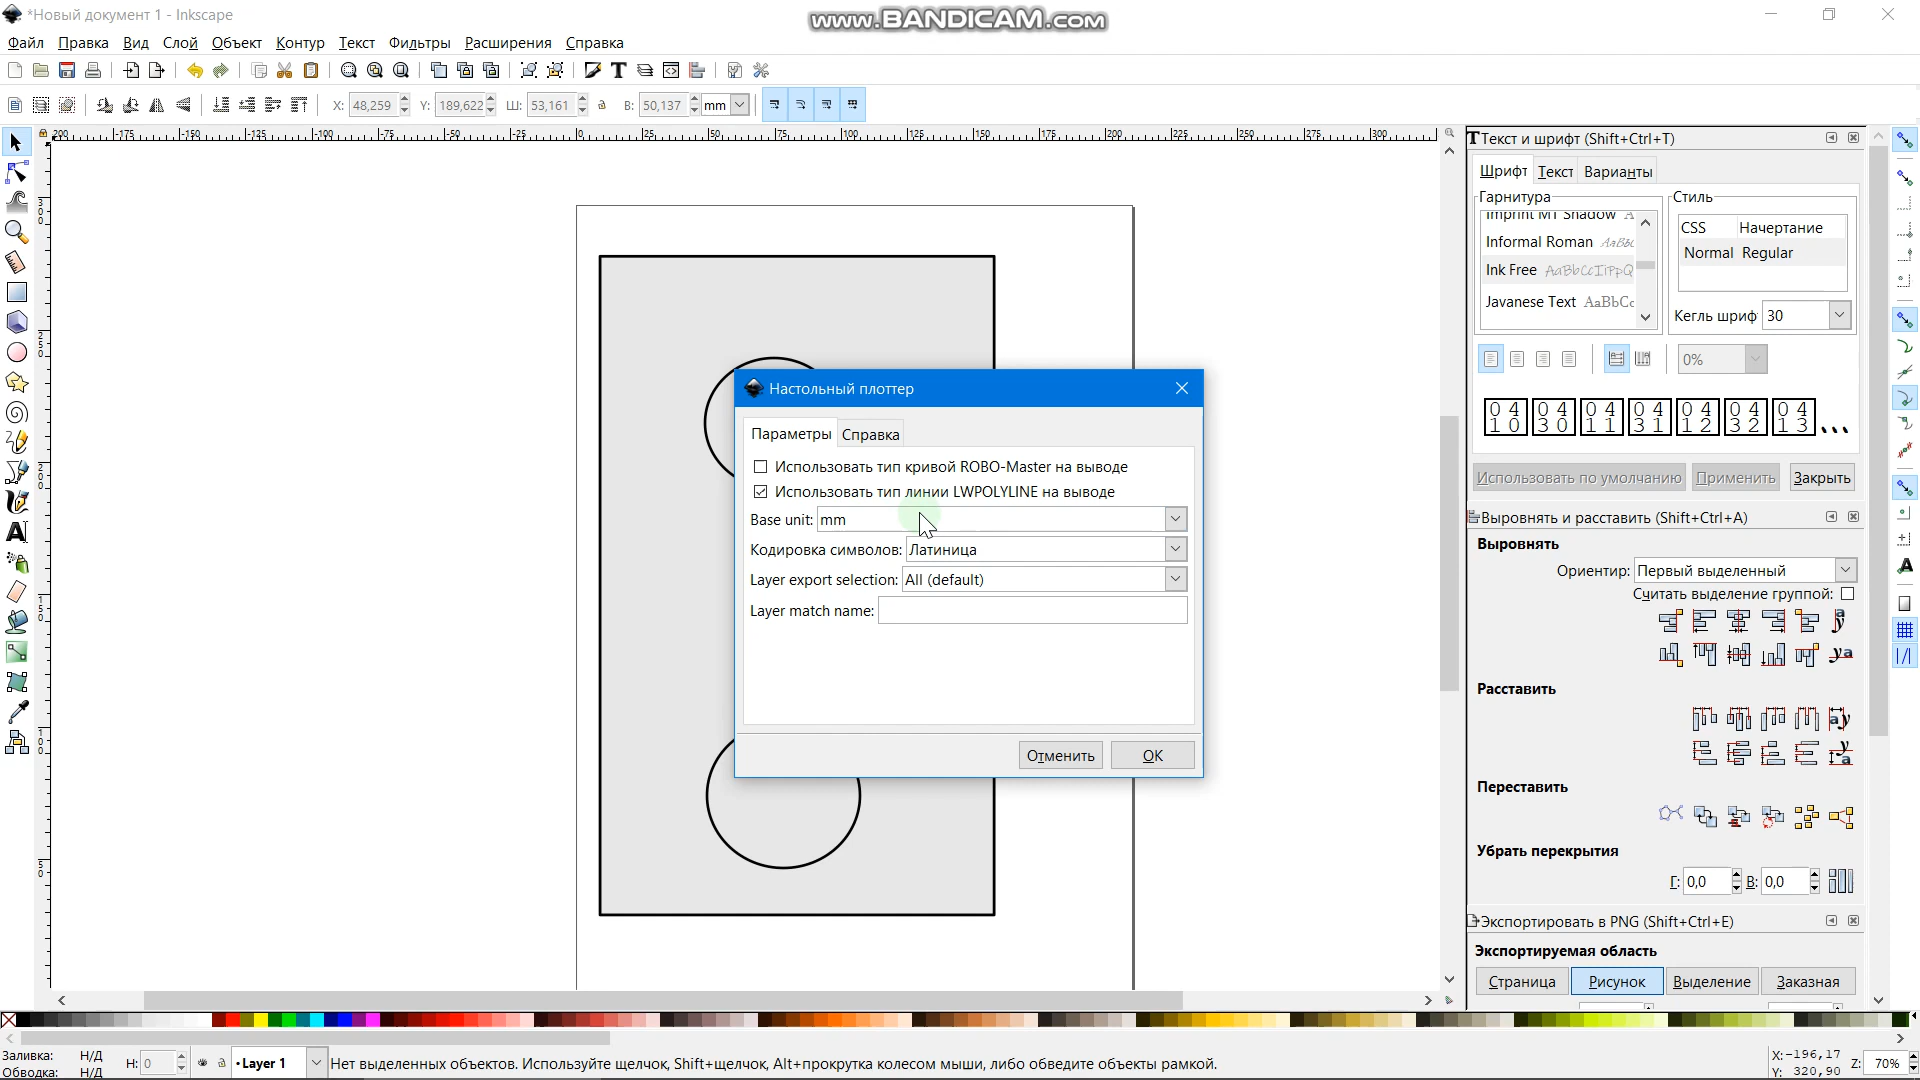 *Новый документ 1 - Inkscape
www.BANDICAM.com
Файл Правка Вид Слой Объект Контур Текст Фильтры Расширения Справка
X: 48,259 Y: 189,622 Ш: 53,161 В: 50,137 mm
Текст и шрифт (Shift+Ctrl+T)
Шрифт Текст Варианты
Гарнитура
Imprint MT Shadow
Informal Roman AaBb
Ink Free AaBbCcIiPpQ
Javanese Text AaBbCc
Стиль
CSS Начертание
Normal Regular
Кегль шриф 30
0%
Использовать по умолчанию Применить Закрыть
Настольный плоттер
Параметры Справка
Использовать тип кривой ROBO-Master на выводе
Использовать тип линии LWPOLYLINE на выводе
Base unit: mm
Кодировка символов: Латиница
Layer export selection: All (default)
Layer match name:
Отменить OK
Выровнять и расставить (Shift+Ctrl+A)
Выровнять
Ориентир: Первый выделенный
Считать выделение группой:
Расставить
Переставить
Убрать перекрытия
Г: 0,0 В: 0,0
Экспортировать в PNG (Shift+Ctrl+E)
Экспортируемая область
Страница Рисунок Выделение Заказная
Заливка: Н/Д
Обводка: Н/Д
Н: 0
•Layer 1
Нет выделенных объектов. Используйте щелчок, Shift+щелчок, Alt+прокрутка колесом мыши, либо обведите объекты рамкой.
X:-196,17
Y: 320,90
Z: 70%